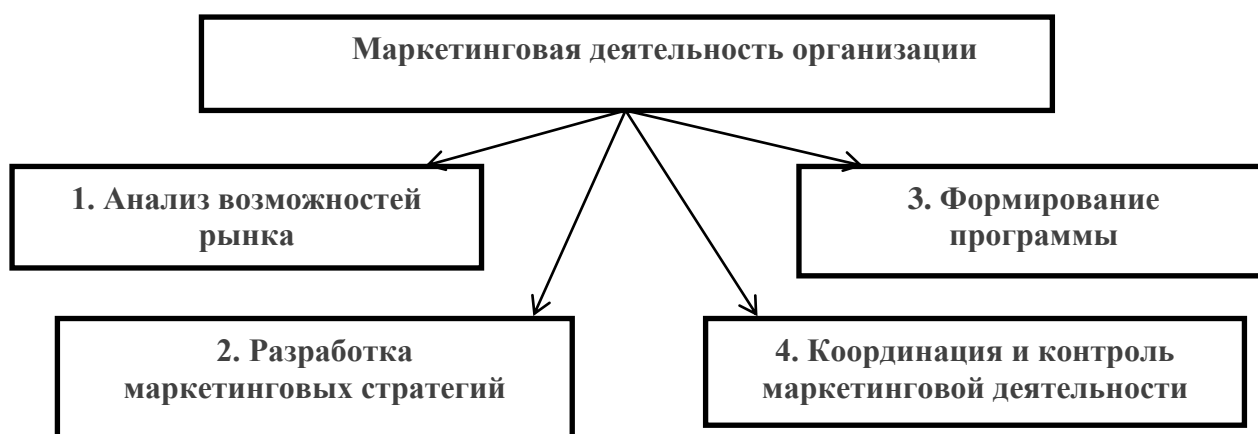 Маркетинговая деятельность организации
1. Анализ возможностей
рынка
2. Разработка
маркетинговых стратегий
3. Формирование
программы
4. Координация и контроль
маркетинговой деятельности